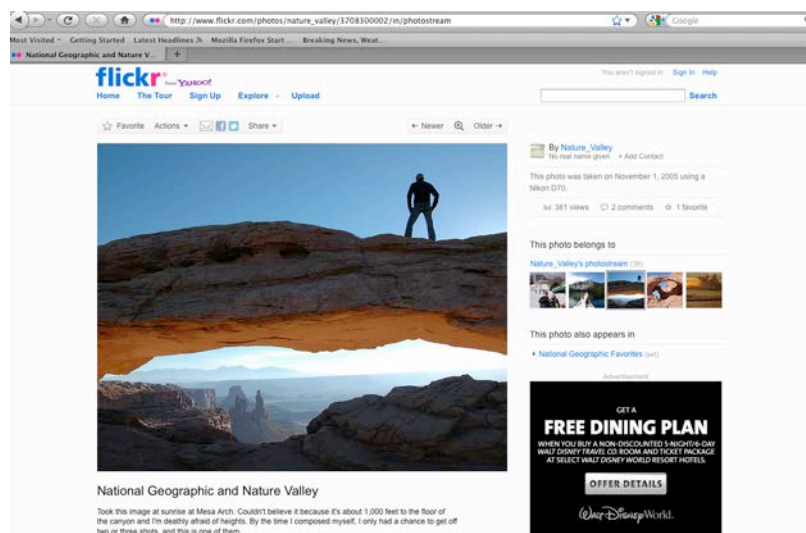 http://www.flickr.com/photos/nature_valley/3708300002/in/photostream
Google
Most Visited Getting Started Latest Headlines Mozilla Firefox Start ... Breaking News, Weat...
National Geographic and Nature V... +
flickr from YAHOO!
You aren't signed in Sign In Help
Home The Tour Sign Up Explore Upload
Search
Favorite Actions Share
← Newer Older →
By Nature_Valley
No real name given + Add Contact
This photo was taken on November 1, 2005 using a
Nikon D70.
381 views 2 comments 1 favorite
This photo belongs to
Nature_Valley's photostream (36)
This photo also appears in
National Geographic Favorites (set)
Advertisement
GET A
FREE DINING PLAN
WHEN YOU BUY A NON-DISCOUNTED 5-NIGHT/6-DAY
WALT DISNEY TRAVEL CO. ROOM AND TICKET PACKAGE
AT SELECT WALT DISNEY WORLD RESORT HOTELS.
OFFER DETAILS
Walt Disney World.
National Geographic and Nature Valley
Took this image at sunrise at Mesa Arch. Couldn't believe it because it's about 1,000 feet to the floor of
the canyon and I'm deathly afraid of heights. By the time I composed myself, I only had a chance to get off
two or three shots, and this is one of them.